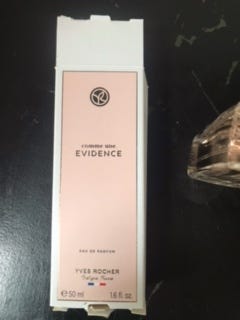 comme une
EVIDENCE
EAU DE PARFUM
YVES ROCHER
℮ 50 ml 1.6 fl. oz.